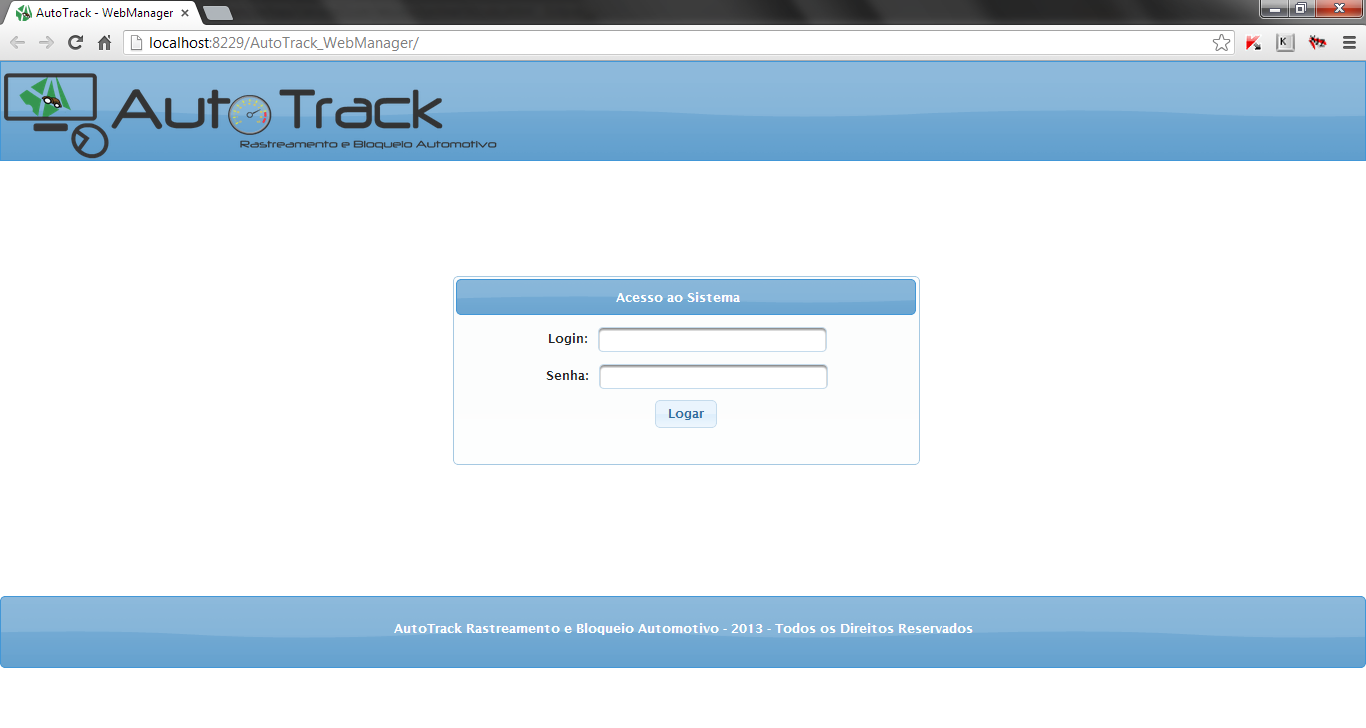 AutoTrack - WebManager
localhost:8229/AutoTrack_WebManager/
K
AutoTrack
Rastreamento e Bloqueio Automotivo
Acesso ao Sistema
Login:
Senha:
Logar
AutoTrack Rastreamento e Bloqueio Automotivo - 2013 - Todos os Direitos Reservados